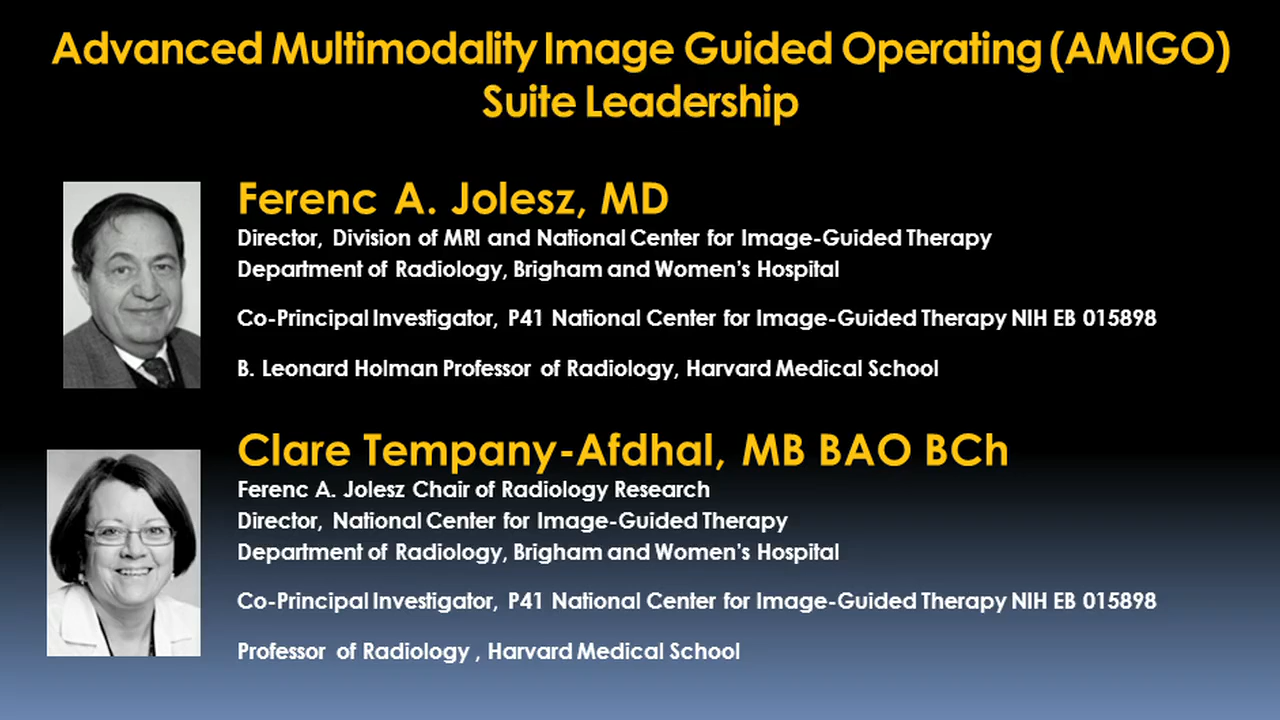 Advanced Multimodality Image Guided Operating (AMIGO)
Suite Leadership
Ferenc A. Jolesz, MD
Director, Division of MRI and National Center for Image-Guided Therapy
Department of Radiology, Brigham and Women's Hospital
Co-Principal Investigator, P41 National Center for Image-Guided Therapy NIH EB 015898
B. Leonard Holman Professor of Radiology, Harvard Medical School
Clare Tempany-Afdhal, MB BAO BCh
Ferenc A. Jolesz Chair of Radiology Research
Director, National Center for Image-Guided Therapy
Department of Radiology, Brigham and Women's Hospital
Co-Principal Investigator, P41 National Center for Image-Guided Therapy NIH EB 015898
Professor of Radiology , Harvard Medical School